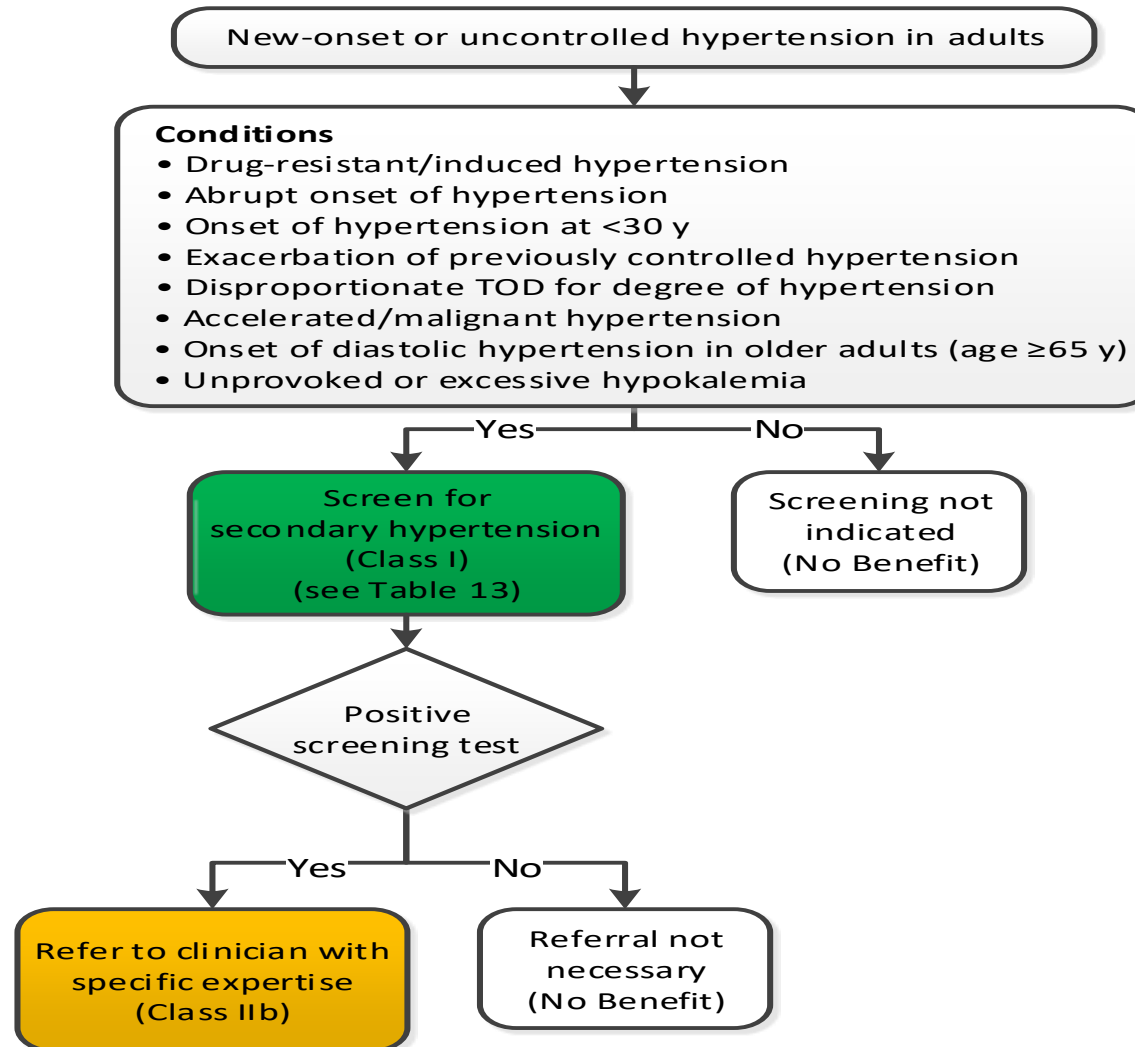 New-onset or uncontrolled hypertension in adults
Conditions
• Drug-resistant/induced hypertension
• Abrupt onset of hypertension
• Onset of hypertension at <30 y
• Exacerbation of previously controlled hypertension
• Disproportionate TOD for degree of hypertension
• Accelerated/malignant hypertension
• Onset of diastolic hypertension in older adults (age ≥65 y)
• Unprovoked or excessive hypokalemia
Yes
No
Screen for
secondary hypertension
(Class I)
(see Table 13)
Screening not
indicated
(No Benefit)
Positive
screening test
Yes
No
Refer to clinician with
specific expertise
(Class IIb)
Referral not
necessary
(No Benefit)